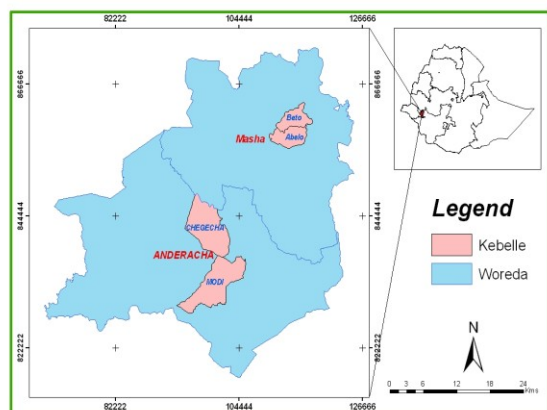 82222 104444 126666
866666 866666
Beto
Masha
Abelo
844444 844444
CHEGECHA
ANDERACHA
MODI
822222 822222
82222 104444 126666
Legend
Kebelle
Woreda
N
0 3 6 12 18 24
Kms